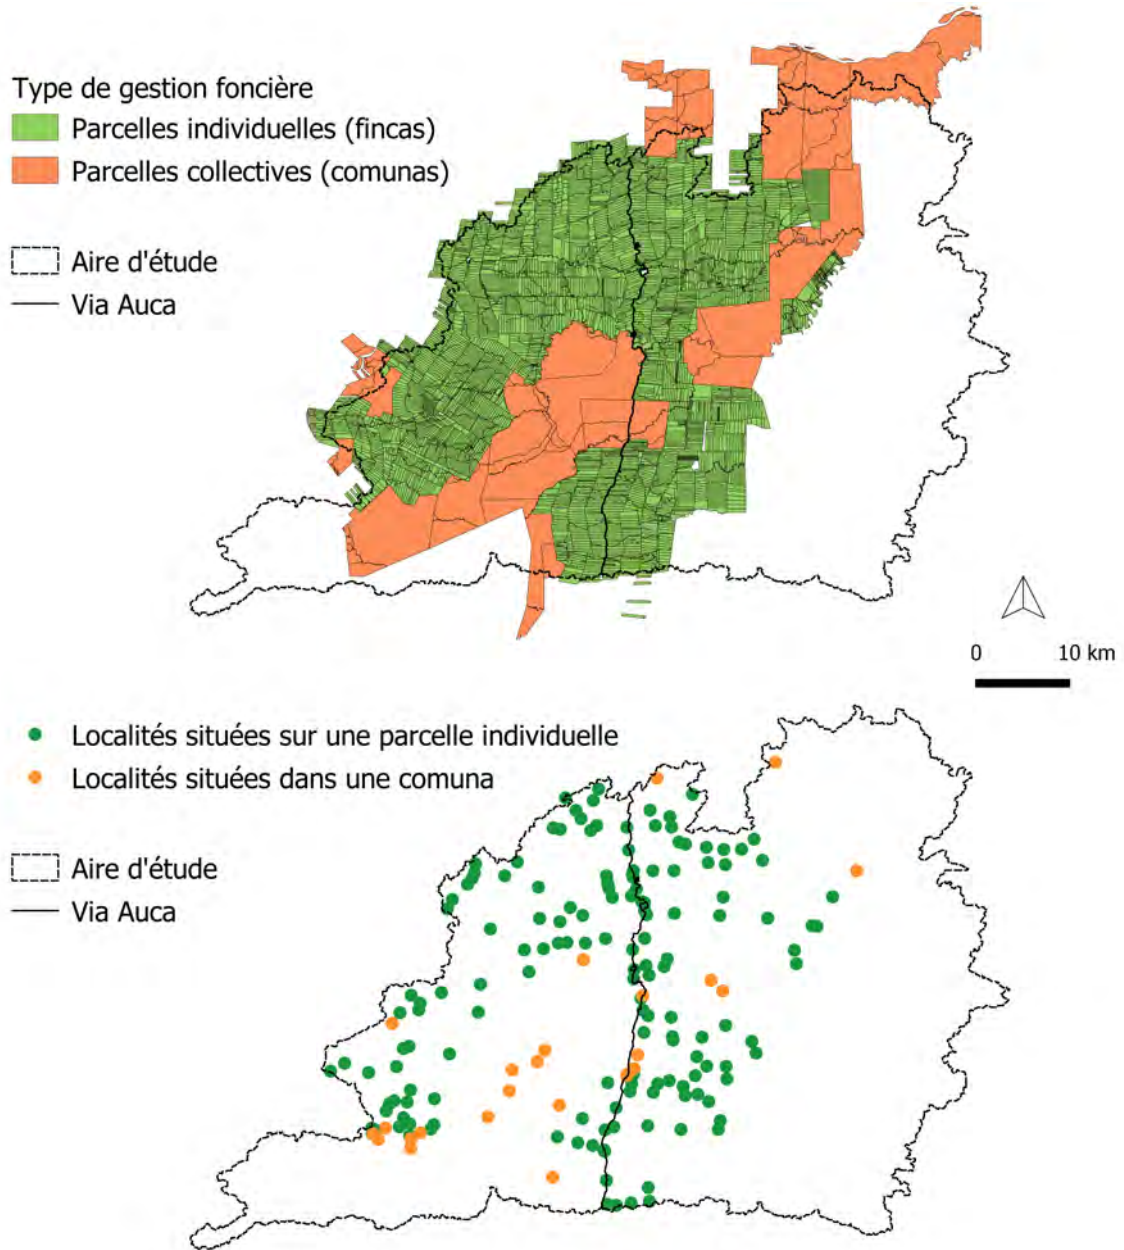 Type de gestion foncière
Parcelles individuelles (fincas)
Parcelles collectives (comunas)
Aire d'étude
Via Auca
0 10 km
Localités situées sur une parcelle individuelle
Localités situées dans une comuna
Aire d'étude
Via Auca